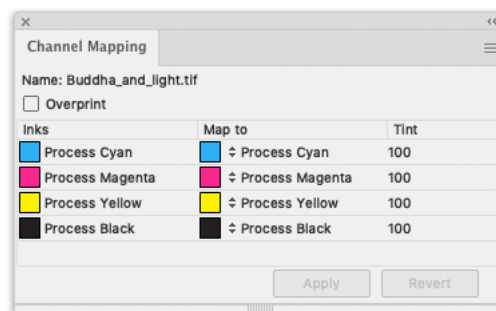 Channel Mapping
Name: Buddha_and_light.tif
Overprint
Inks Map to Tint
Process Cyan Process Cyan 100
Process Magenta Process Magenta 100
Process Yellow Process Yellow 100
Process Black Process Black 100
Apply Revert